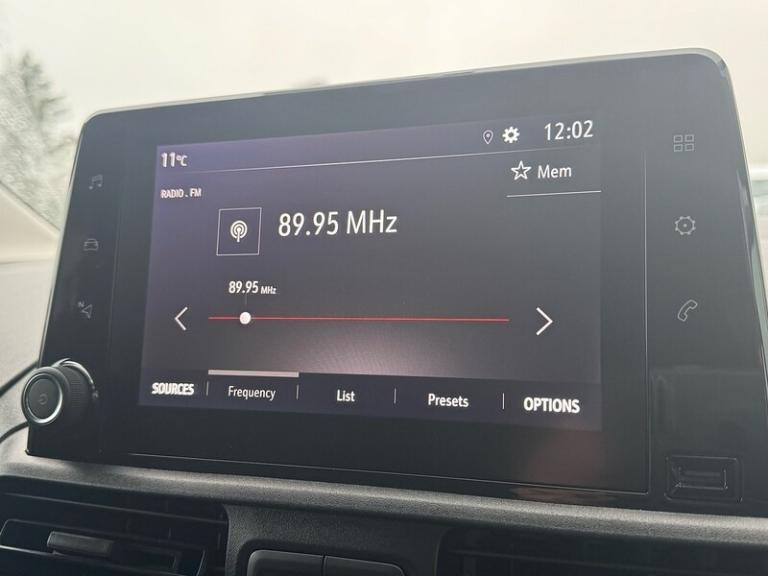 11°C
12:02
Mem
RADIO . FM
89.95 MHz
89.95 MHz
SOURCES
Frequency
List
Presets
OPTIONS
N